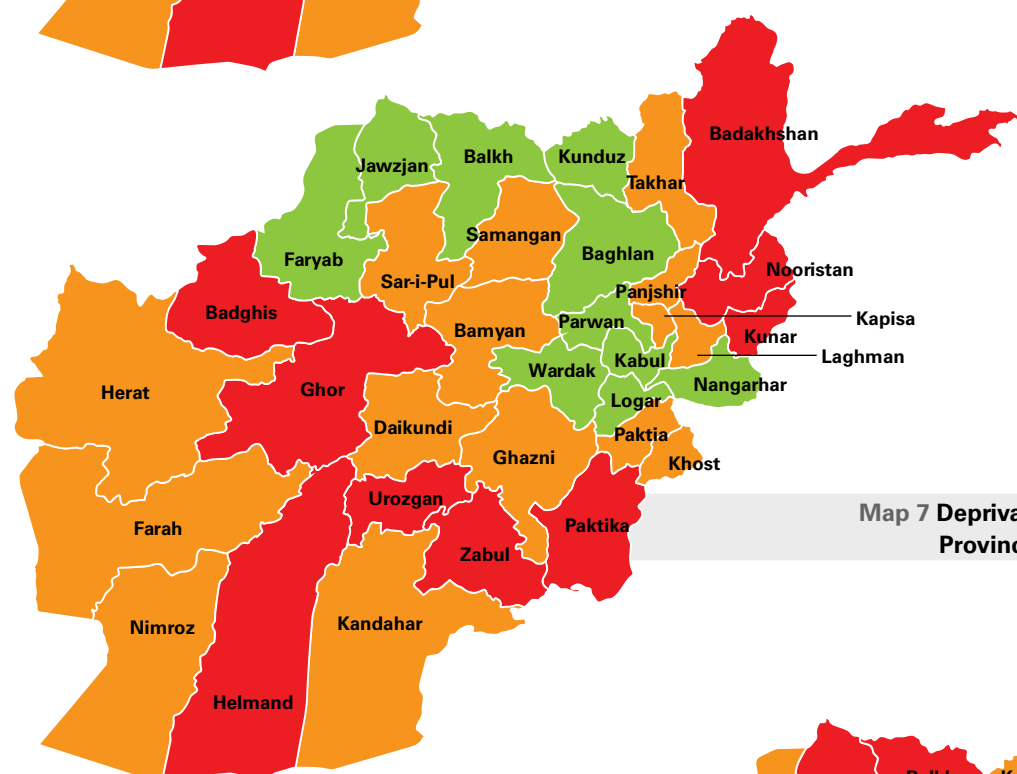 Badakhshan
Jawzjan
Balkh
Kunduz
Takhar
Samangan
Baghlan
Faryab
Nooristan
Sar-i-Pul
Panjshir
Badghis
Kapisa
Parwan
Bamyan
Kunar
Laghman
Kabul
Wardak
Nangarhar
Herat
Ghor
Logar
Daikundi
Paktia
Ghazni
Khost
Urozgan
Map 7 Depriva
Farah
Paktika
Provinc
Zabul
Kandahar
Nimroz
Helmand